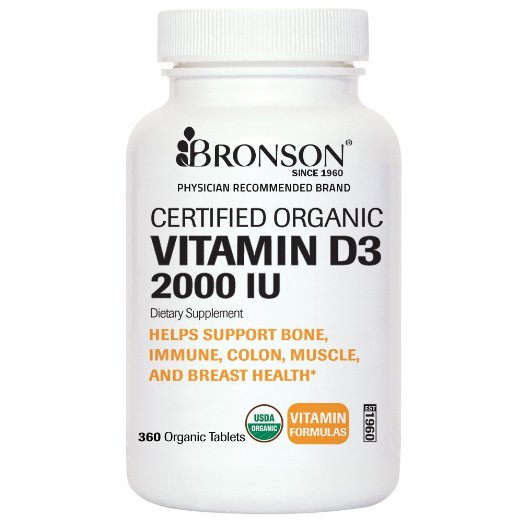 BRONSON®
SINCE 1960
PHYSICIAN RECOMMENDED BRAND
CERTIFIED ORGANIC
VITAMIN D3
2000 IU
Dietary Supplement
HELPS SUPPORT BONE,
IMMUNE, COLON, MUSCLE,
AND BREAST HEALTH*
360 Organic Tablets
USDA
ORGANIC
VITAMIN
FORMULAS
EST
1960